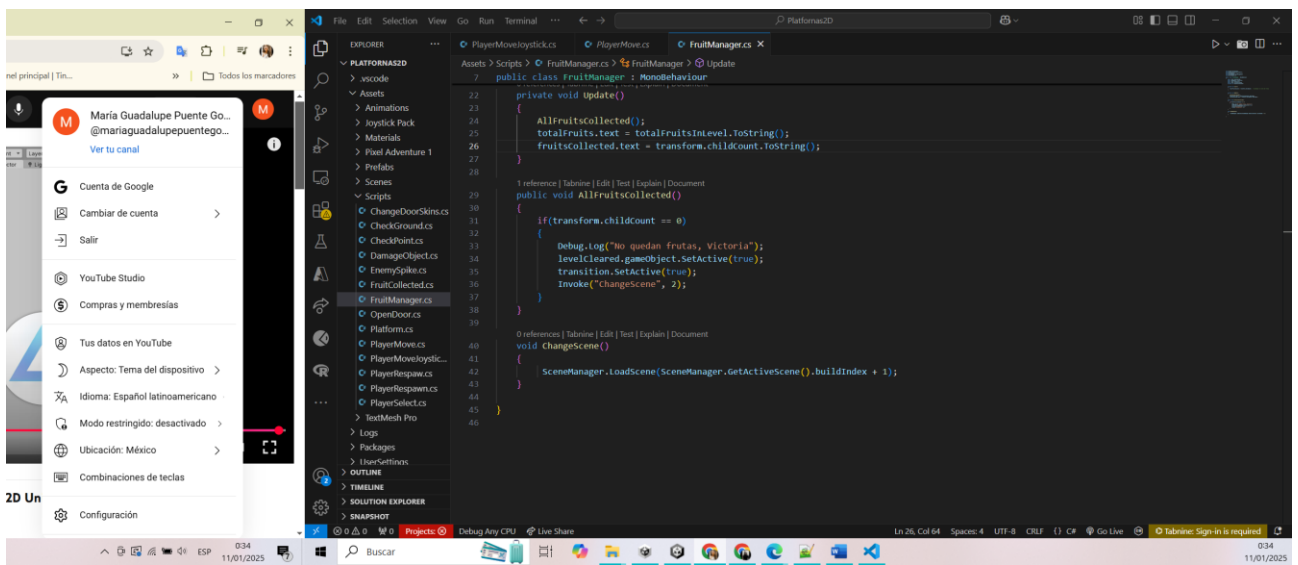 nel principal | Tin...
»
Todos los marcadores
M
María Guadalupe Puente Go...
@mariaguadalupepuentego...
Ver tu canal
M
G Cuenta de Google
Cambiar de cuenta
Salir
YouTube Studio
Compras y membresías
Tus datos en YouTube
Aspecto: Tema del dispositivo
Idioma: Español latinoamericano
Modo restringido: desactivado
Ubicación: México
Combinaciones de teclas
2D Un
Configuración
ESP
0:34
11/01/2025
File Edit Selection View Go Run Terminal ... Platfornas2D
EXPLORER ...
PLATFORNAS2D
> .vscode
Assets
> Animations
> Joystick Pack
> Materials
> Pixel Adventure 1
> Prefabs
> Scenes
Scripts
ChangeDoorSkins.cs
CheckGround.cs
CheckPoint.cs
DamageObject.cs
EnemySpike.cs
FruitCollected.cs
FruitManager.cs
OpenDoor.cs
Platform.cs
PlayerMove.cs
PlayerMoveJoystic...
PlayerRespaw.cs
PlayerRespawn.cs
PlayerSelect.cs
> TextMesh Pro
> Logs
> Packages
> UserSettings
> OUTLINE
> TIMELINE
> SOLUTION EXPLORER
> SNAPSHOT
PlayerMoveJoystick.cs PlayerMove.cs FruitManager.cs ×
Assets > Scripts > FruitManager.cs > FruitManager > Update
7 public class FruitManager : MonoBehaviour
22 private void Update()
23 {
24 AllFruitsCollected();
25 totalFruits.text = totalFruitsInLevel.ToString();
26 fruitsCollected.text = transform.childCount.ToString();
27 }
28
1 reference | Tabnine | Edit | Test | Explain | Document
29 public void AllFruitsCollected()
30 {
31 if(transform.childCount == 0)
32 {
33 Debug.Log("No quedan frutas, Victoria");
34 levelCleared.gameObject.SetActive(true);
35 transition.SetActive(true);
36 Invoke("ChangeScene", 2);
37 }
38 }
39
0 references | Tabnine | Edit | Test | Explain | Document
40 void ChangeScene()
41 {
42 SceneManager.LoadScene(SceneManager.GetActiveScene().buildIndex + 1);
43 }
44
45 }
46
0 0 0 Projects: Debug Any CPU Live Share Ln 26, Col 64 Spaces: 4 UTF-8 CRLF {} C# Go Live Tabnine: Sign-in is required
Buscar
0:34
11/01/2025